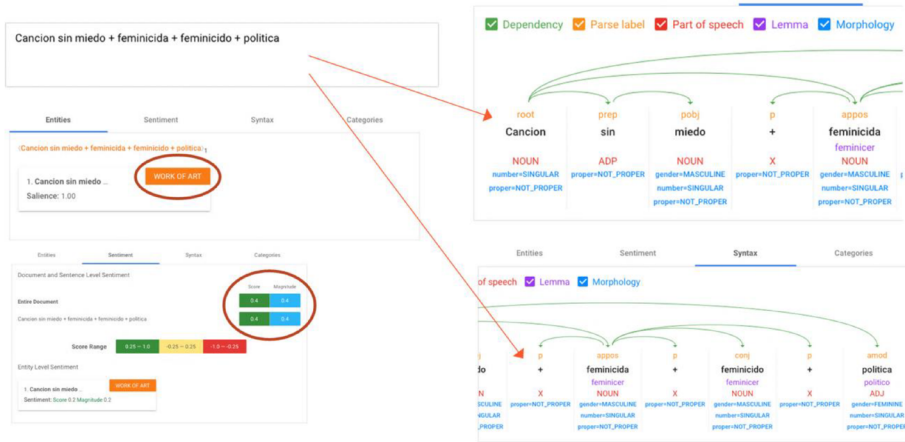 Cancion sin miedo + feminicida + feminicido + politica
Entities Sentiment Syntax Categories
(Cancion sin miedo + feminicida + feminicido + politica)1
1. Cancion sin miedo ...
WORK OF ART
Salience: 1.00
Entities Sentiment Syntax Categories
Document and Sentence Level Sentiment
Score Magnitude
Entire Document 0.4 0.4
Cancion sin miedo + feminicida + feminicido + politica 0.4 0.4
Score Range 0.25 — 1.0 -0.25 — 0.25 -1.0 — -0.25
Entity Level Sentiment
1. Cancion sin miedo ...
WORK OF ART
Sentiment: Score 0.2 Magnitude 0.2
Dependency Parse label Part of speech Lemma Morphology
root prep pobj p appos
Cancion sin miedo + feminicida
feminicer
NOUN ADP NOUN X NOUN
number=SINGULAR proper=NOT_PROPER gender=MASCULINE proper=NOT_PROPER gender=MASCULINE
proper=NOT_PROPER number=SINGULAR number=SINGULAR
proper=NOT_PROPER proper=NOT_PROPER
Entities Sentiment Syntax Categories
of speech Lemma Morphology
j p appos p conj p amod
do + feminicida + feminicido + politica
feminicer feminicer politico
N X NOUN X NOUN X ADJ
SCULINE proper=NOT_PROPER gender=MASCULINE proper=NOT_PROPER gender=MASCULINE proper=NOT_PROPER gender=FEMININE
GULAR number=SINGULAR number=SINGULAR number=SINGULAR
_PROPER proper=NOT_PROPER proper=NOT_PROPER proper=NOT_PROPER